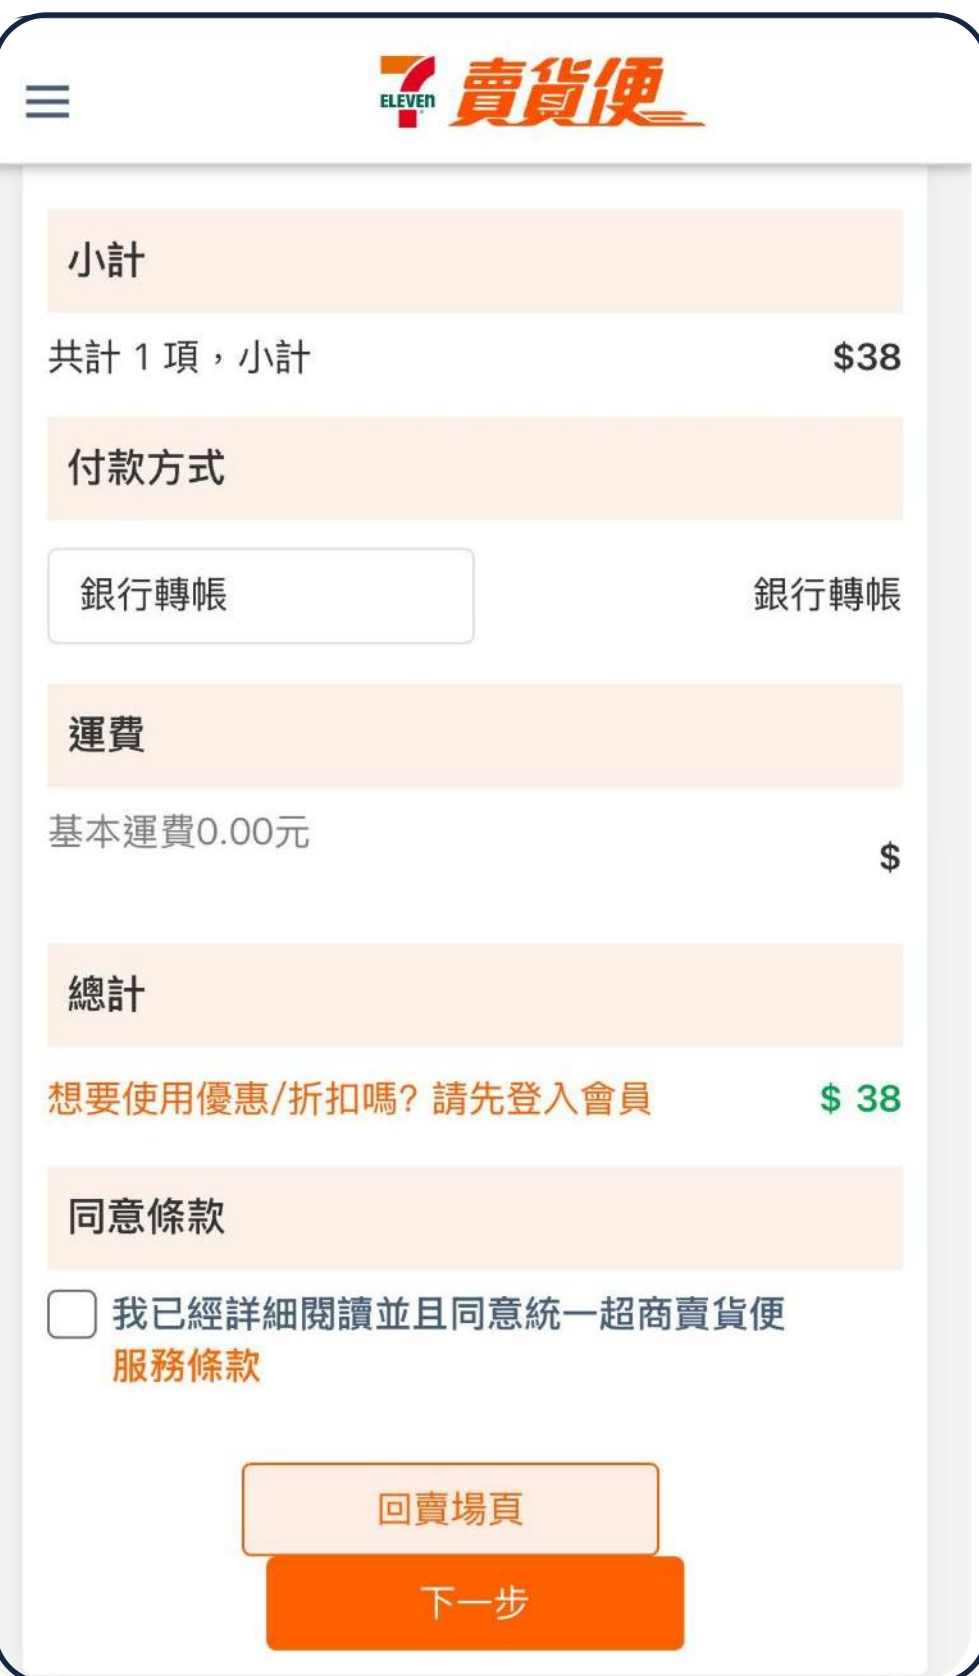 7 ELEVEn 賣貨便
小計
共計 1 項，小計 $38
付款方式
銀行轉帳 銀行轉帳
運費
基本運費0.00元
$
總計
想要使用優惠/折扣嗎? 請先登入會員 $ 38
同意條款
我已經詳細閱讀並且同意統一超商賣貨便
服務條款
回賣場頁
下一步